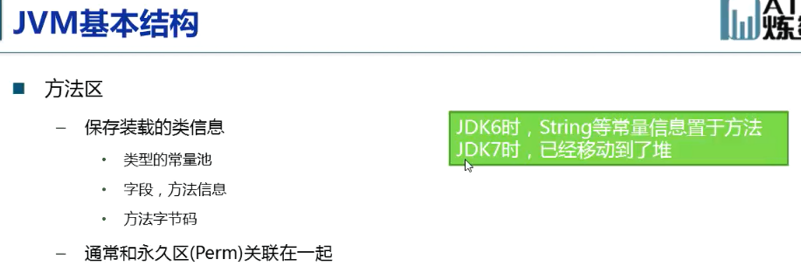 JVM基本结构
方法区
– 保存装载的类信息
• 类型的常量池
• 字段，方法信息
• 方法字节码
– 通常和永久区(Perm)关联在一起
JDK6时，String等常量信息置于方法
JDK7时，已经移动到了堆